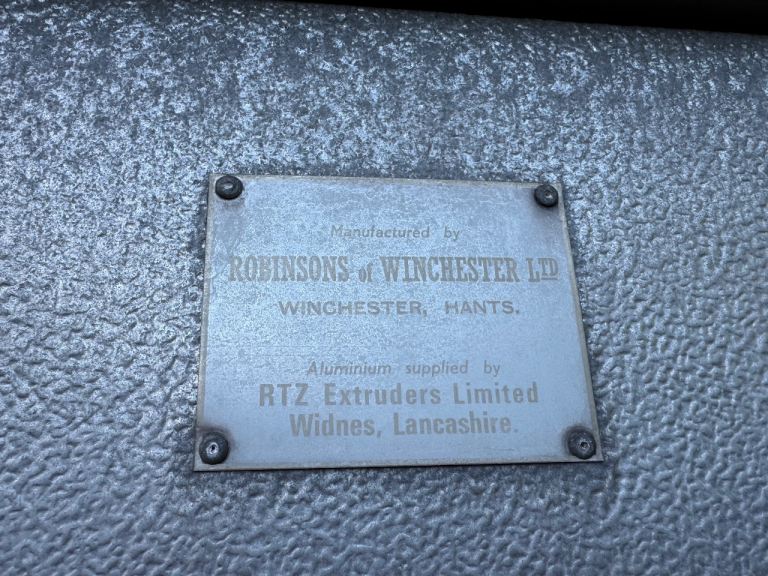 Manufactured by
ROBINSONS of WINCHESTER LTD
WINCHESTER, HANTS.
Aluminium supplied by
RTZ Extruders Limited
Widnes, Lancashire.